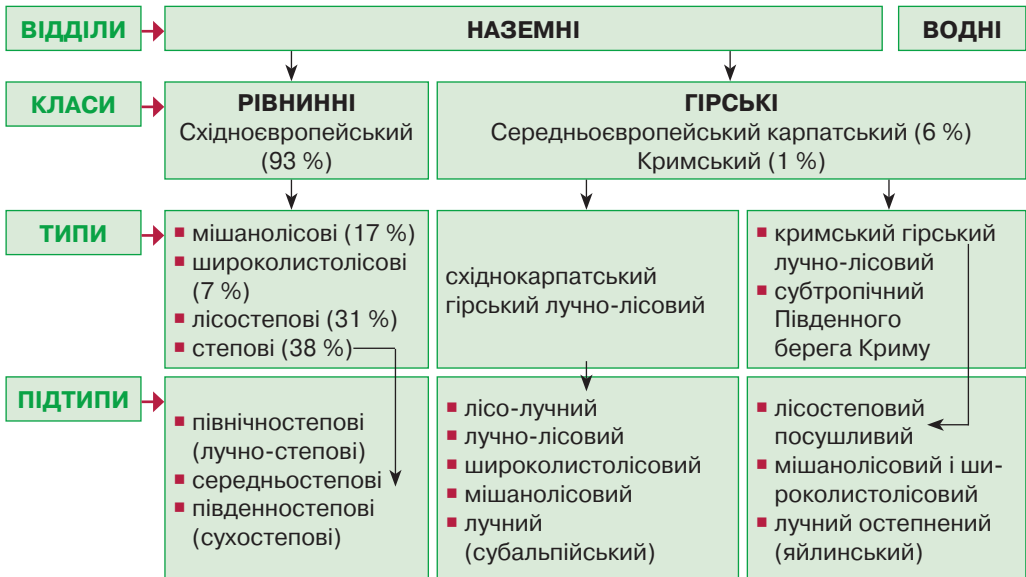 ВІДДІЛИ
НАЗЕМНІ
ВОДНІ
КЛАСИ
РІВНИННІ
Східноєвропейський
(93 %)
ГІРСЬКІ
Середньоєвропейський карпатський (6 %)
Кримський (1 %)
ТИПИ
мішанолісові (17 %)
широколистолісові
(7 %)
лісостепові (31 %)
степові (38 %)
східнокарпатський
гірський лучно-лісовий
кримський гірський
лучно-лісовий
субтропічний
Південного
берега Криму
ПІДТИПИ
північностепові
(лучно-степові)
середньостепові
південностепові
(сухостепові)
лісо-лучний
лучно-лісовий
широколистолісовий
мішанолісовий
лучний
(субальпійський)
лісостеповий
посушливий
мішанолісовий і ши-
роколистолісовий
лучний остепнений
(яйлинський)